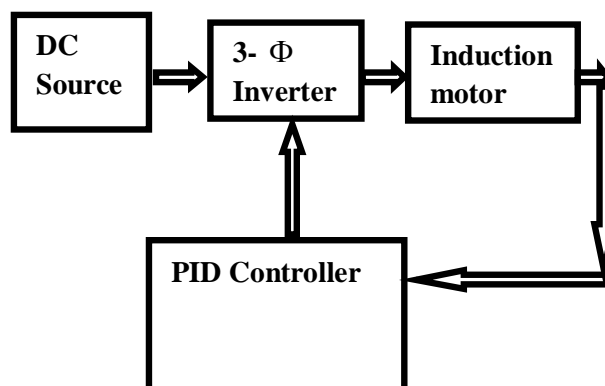 DC
Source
3- Φ
Inverter
Induction
motor
PID Controller